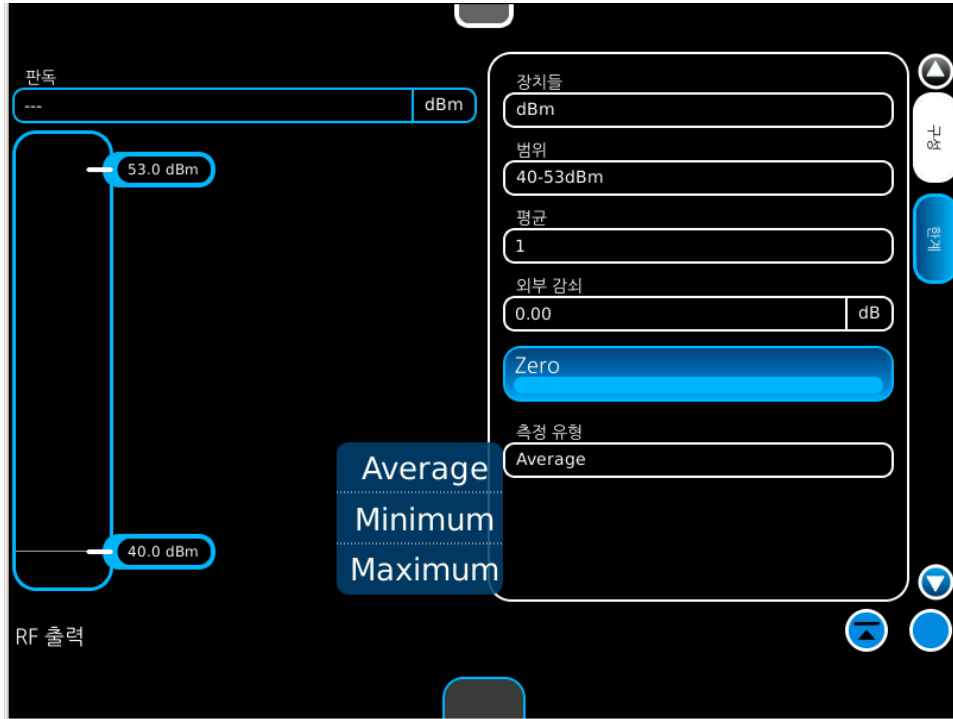 판독
--- dBm
53.0 dBm
40.0 dBm
RF 출력
장치들
dBm
범위
40-53dBm
평균
1
외부 감쇠
0.00 dB
Zero
측정 유형
Average
Average
Minimum
Maximum
구성
한계